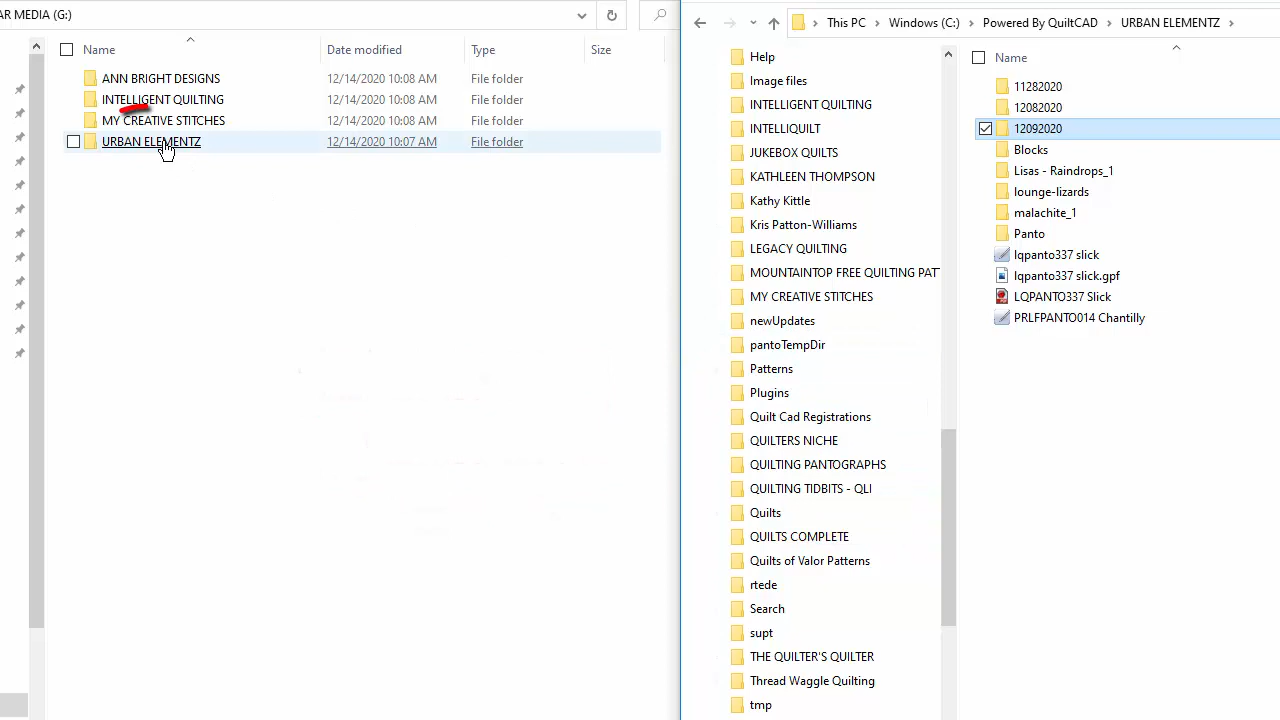 AR MEDIA (G:)
Name Date modified Type Size
ANN BRIGHT DESIGNS 12/14/2020 10:08 AM File folder
INTELLIGENT QUILTING 12/14/2020 10:08 AM File folder
MY CREATIVE STITCHES 12/14/2020 10:08 AM File folder
URBAN ELEMENTZ 12/14/2020 10:07 AM File folder
This PC > Windows (C:) > Powered By QuiltCAD > URBAN ELEMENTZ >
Help
Image files
INTELLIGENT QUILTING
INTELLIQUILT
JUKEBOX QUILTS
KATHLEEN THOMPSON
Kathy Kittle
Kris Patton-Williams
LEGACY QUILTING
MOUNTAINTOP FREE QUILTING PATT
MY CREATIVE STITCHES
newUpdates
pantoTempDir
Patterns
Plugins
Quilt Cad Registrations
QUILTERS NICHE
QUILTING PANTOGRAPHS
QUILTING TIDBITS - QLI
Quilts
QUILTS COMPLETE
Quilts of Valor Patterns
rtede
Search
supt
THE QUILTER'S QUILTER
Thread Waggle Quilting
tmp
Name
11282020
12082020
12092020
Blocks
Lisas - Raindrops_1
lounge-lizards
malachite_1
Panto
lqpanto337 slick
lqpanto337 slick.gpf
LQPANTO337 Slick
PRLFPANTO014 Chantilly